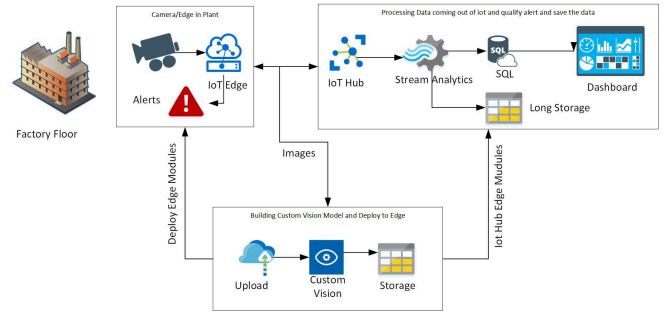 Camera/Edge in Plant
Processing Data coming out of iot and qualify alert and save the data
IoT Edge
Alerts
Factory Floor
IoT Hub
Stream Analytics
SQL
SQL
Dashboard
Long Storage
Images
Deploy Edge Modules
Iot Hub Edge Mudules
Building Custom Vision Model and Deploy to Edge
Upload
Custom
Vision
Storage